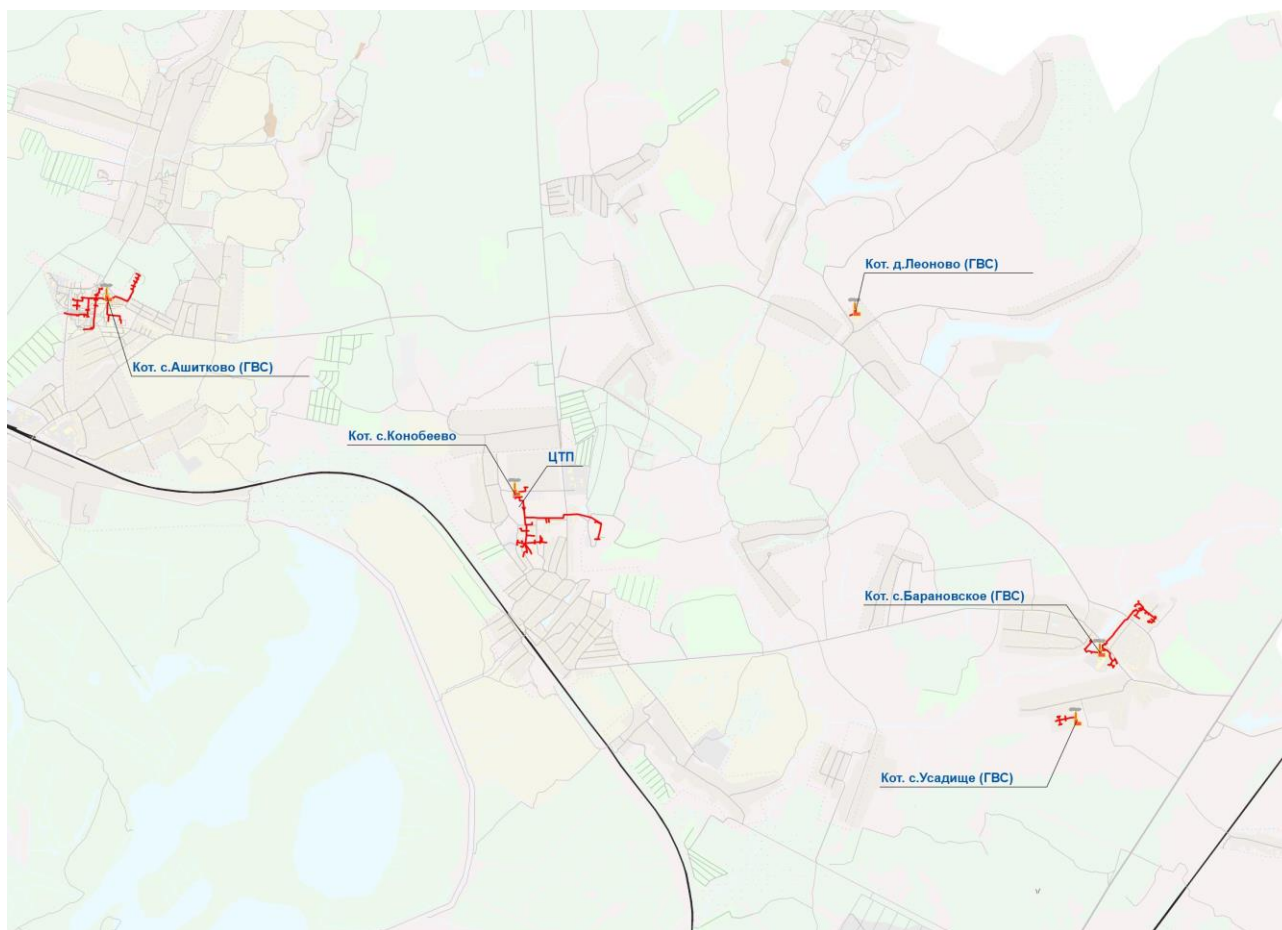 Кот. д.Леоново (ГВС)
Кот. с.Ашитково (ГВС)
Кот. с.Конобеево
ЦТП
Кот. с.Барановское (ГВС)
Кот. с.Усадище (ГВС)